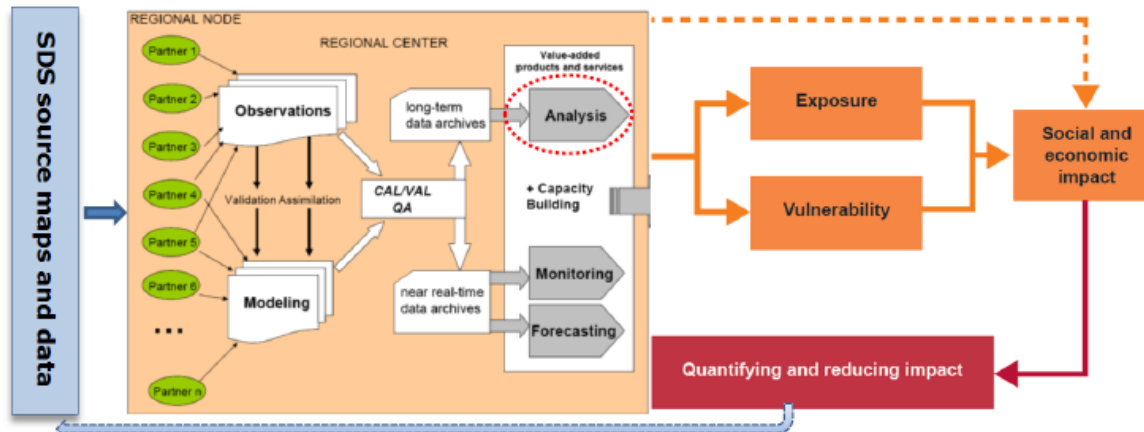 SDS source maps and data
REGIONAL NODE
REGIONAL CENTER
Partner 1
Partner 2
Partner 3
Partner 4
Partner 5
Partner 6
...
Partner n
Observations
Validation Assimilation
Modeling
CAL/VAL
QA
long-term
data archives
near real-time
data archives
Value-added
products and services
Analysis
+ Capacity
Building
Monitoring
Forecasting
Exposure
Vulnerability
Social and
economic
impact
Quantifying and reducing impact